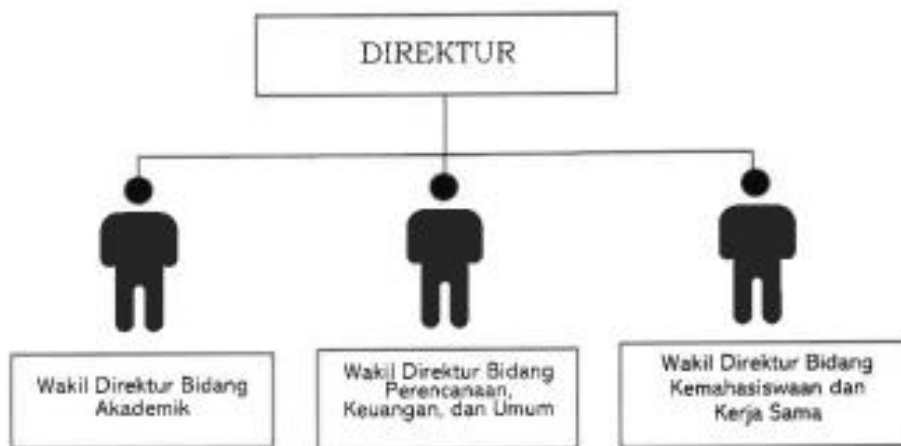 DIREKTUR
Wakil Direktur Bidang
Akademik
Wakil Direktur Bidang
Perencanaan,
Keuangan, dan Umum
Wakil Direktur Bidang
Kemahasiswaan dan
Kerja Sama